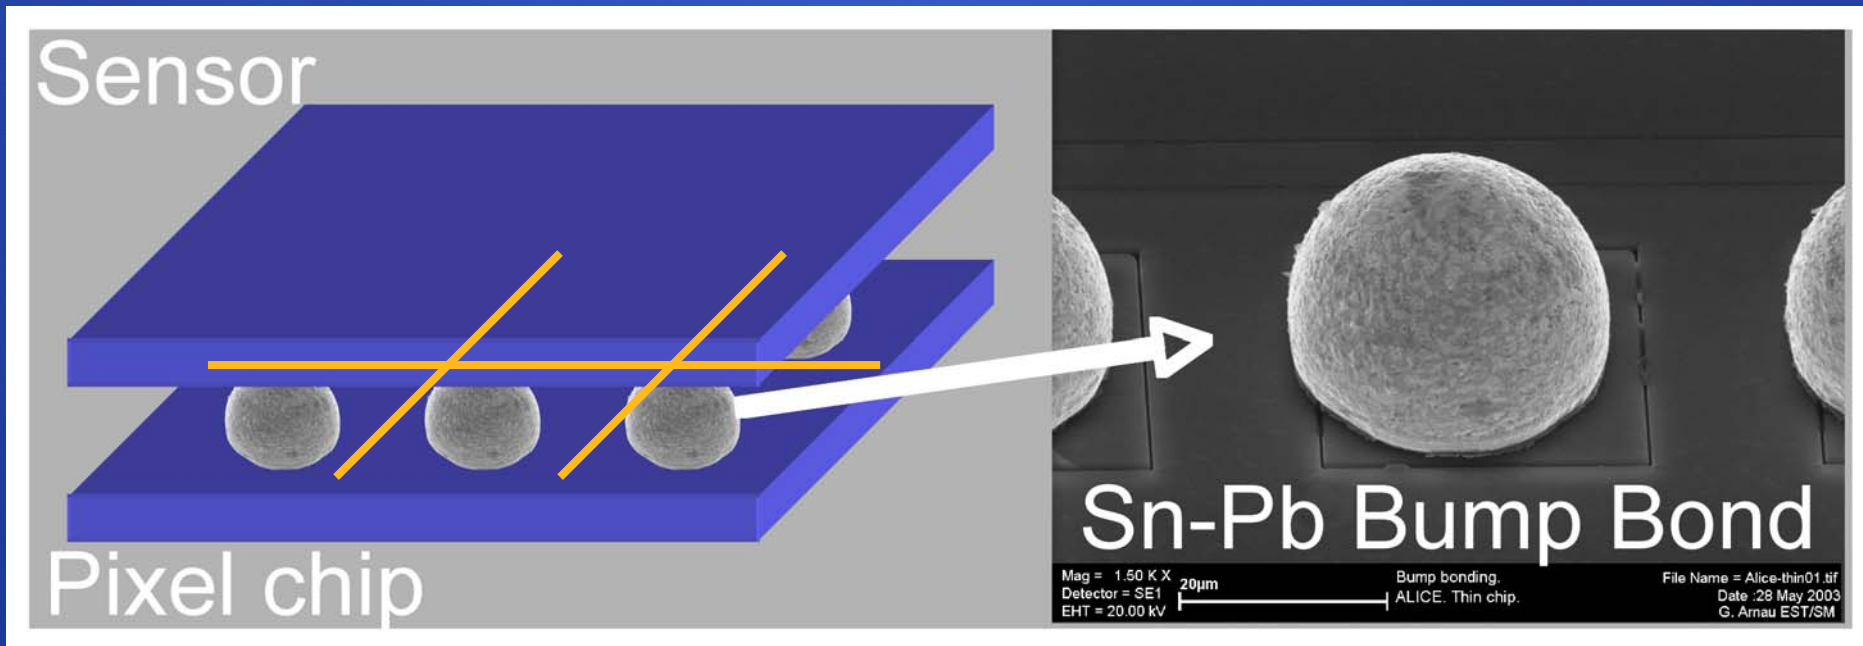 Sensor
Pixel chip
Sn-Pb Bump Bond
Mag = 1.50 K X
Detector = SE1
EHT = 20.00 kV
20µm
Bump bonding.
ALICE. Thin chip.
File Name = Alice-thin01.tif
Date :28 May 2003
G. Arnau EST/SM